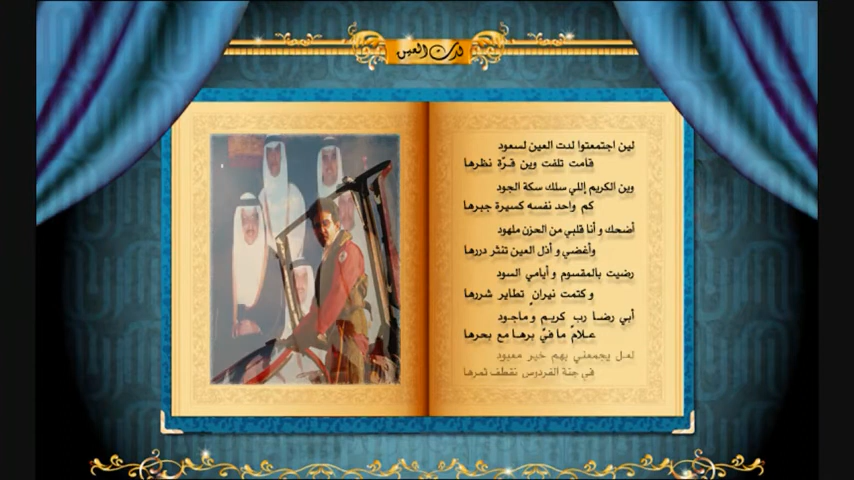 لدت العين
لين اجتمعتوا لدت العين لسعود
قامت تلفت وين قرّة نظرها
وين الكريم إللي سلك سكة الجود
كم واحد نفسه كسيرة جبرها
أضحك و أنا قلبي من الحزن ملهود
وأغضي و أذل العين تنثر دررها
رضيت بالمقسوم و أيامي السود
و كتمت نيرانٍ تطاير شررها
أبي رضا رب كريم وماجود
علامٌ ما فيْ برها مع بحرها
لعل يجمعني بهم خير معبود
في جنة الفردوس نقطف ثمرها